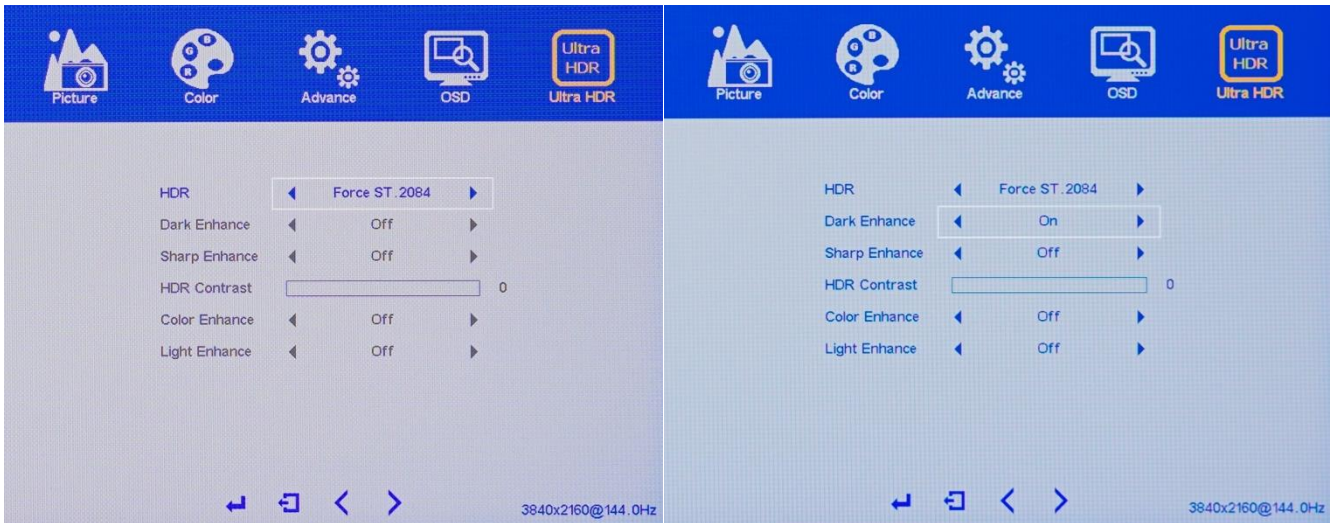 Ultra
HDR
Picture
Color
Advance
OSD
Ultra HDR
HDR Force ST.2084
Dark Enhance Off
Sharp Enhance Off
HDR Contrast 0
Color Enhance Off
Light Enhance Off
3840x2160@144.0Hz
Ultra
HDR
Picture
Color
Advance
OSD
Ultra HDR
HDR Force ST.2084
Dark Enhance On
Sharp Enhance Off
HDR Contrast 0
Color Enhance Off
Light Enhance Off
3840x2160@144.0Hz